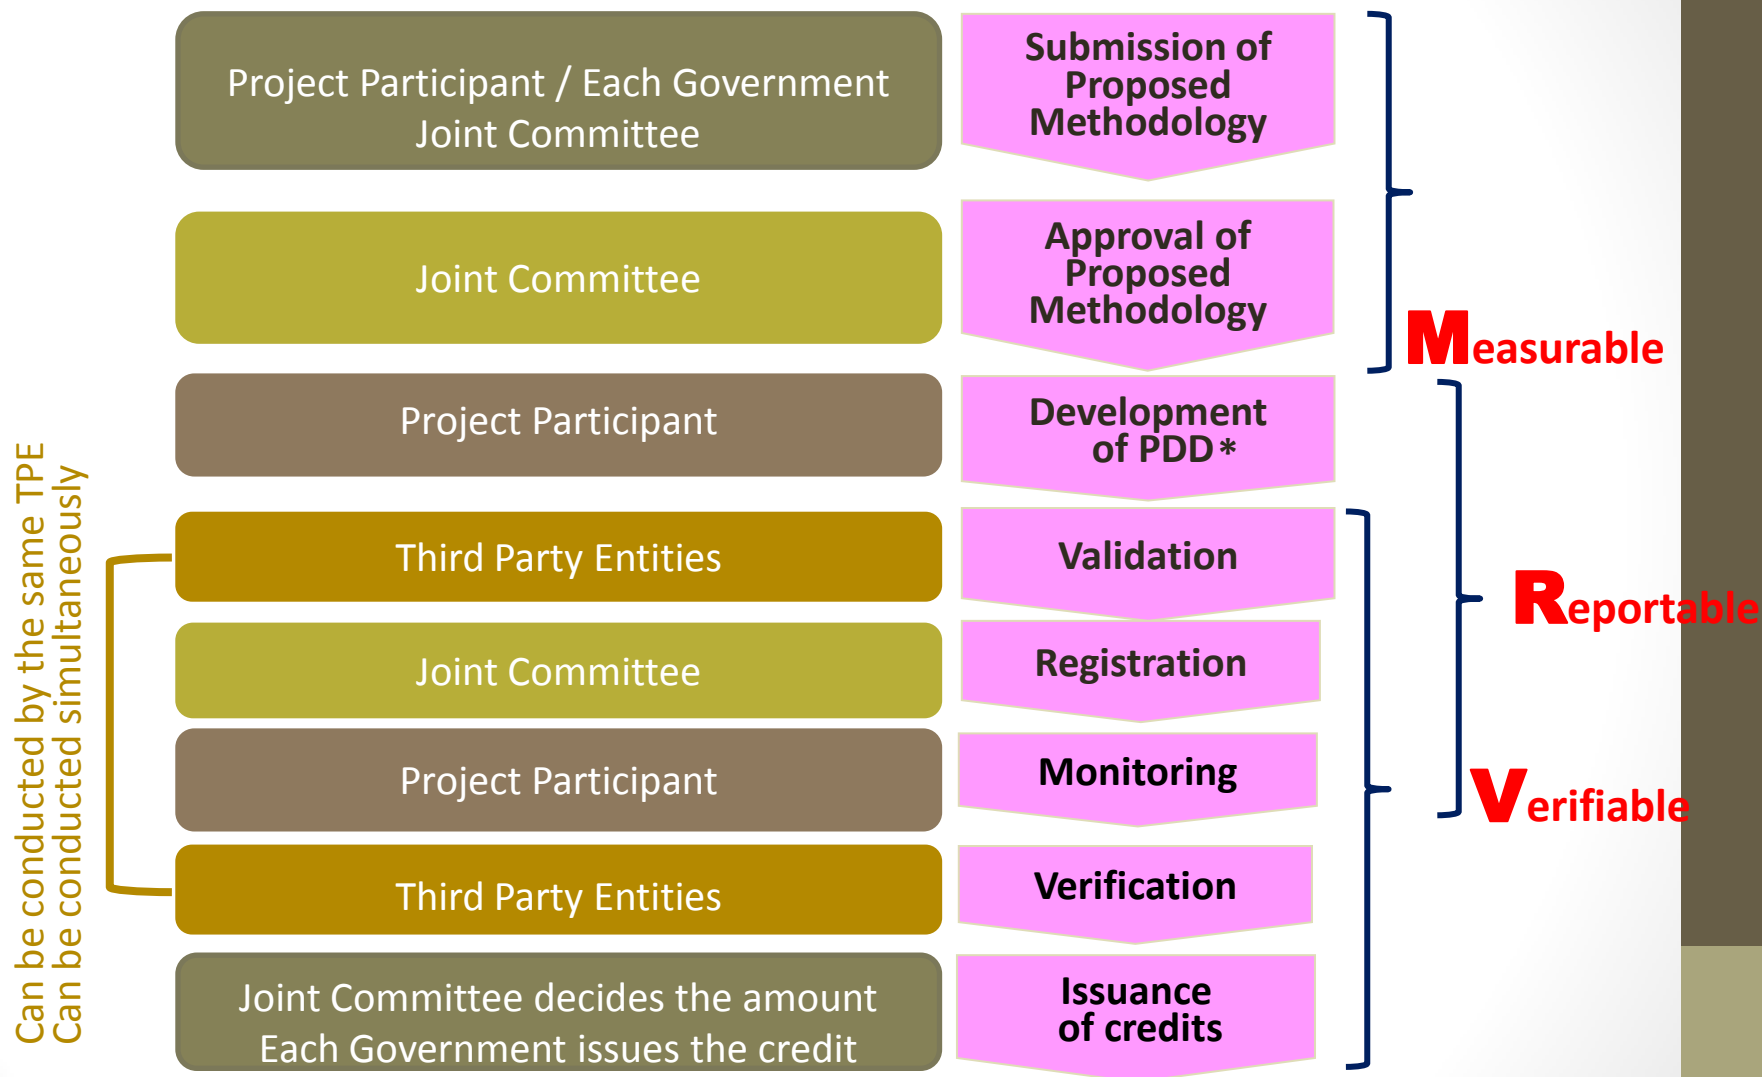 Project Participant / Each Government
Joint Committee
Submission of
Proposed
Methodology
Joint Committee
Approval of
Proposed
Methodology
Measurable
Project Participant
Development
of PDD*
Third Party Entities
Validation
Reportable
Joint Committee
Registration
Project Participant
Monitoring
Verifiable
Third Party Entities
Verification
Joint Committee decides the amount
Each Government issues the credit
Issuance
of credits
Can be conducted by the same TPE
Can be conducted simultaneously